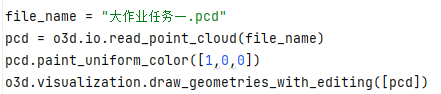 file_name = "大作业任务一.pcd"
pcd = o3d.io.read_point_cloud(file_name)
pcd.paint_uniform_color([1,0,0])
o3d.visualization.draw_geometries_with_editing([pcd])